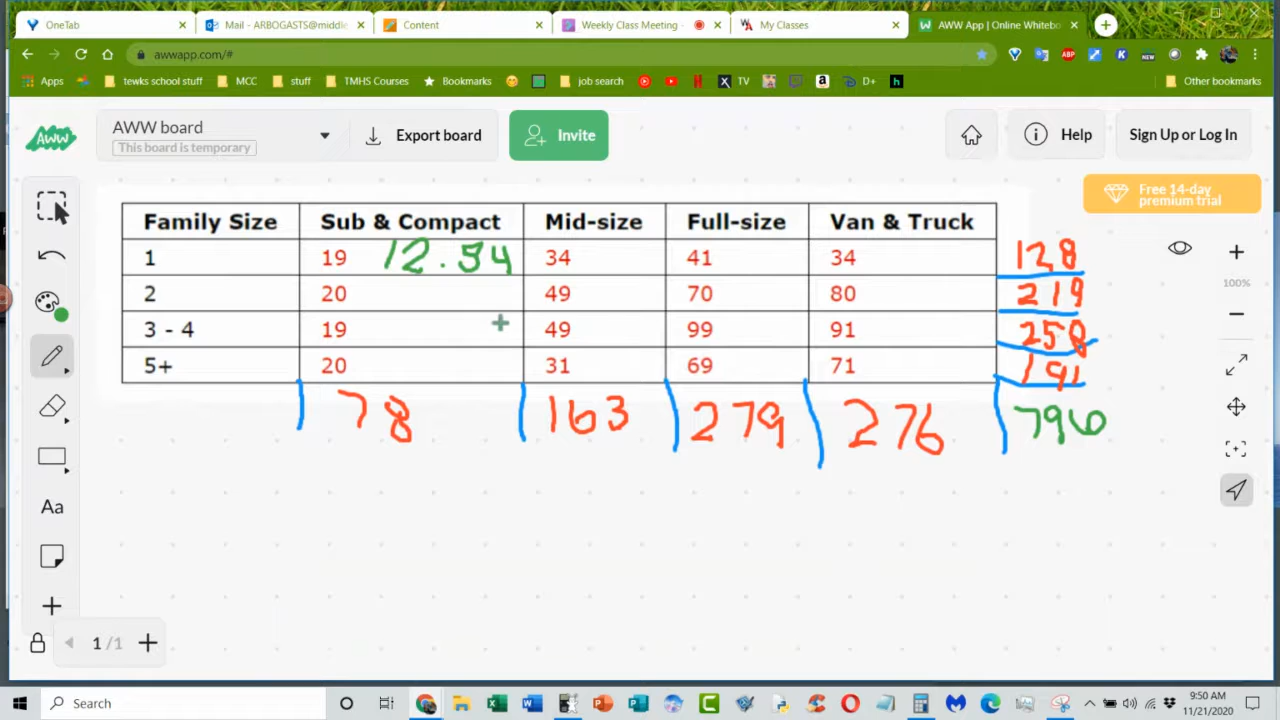 OneTab Mail - ARBOGASTS@middle Content Weekly Class Meeting - My Classes AWW App | Online Whitebo
awwapp.com/#
Apps tewks school stuff MCC stuff TMHS Courses Bookmarks job search TV D+ h Other bookmarks
AWW AWW board Export board Invite Help Sign Up or Log In
This board is temporary
Free 14-day
premium trial
Family Size Sub & Compact Mid-size Full-size Van & Truck
1 19 12.54 34 41 34 128
2 20 49 70 80 219
3 - 4 19 49 99 91 258
5+ 20 31 69 71 191
78 163 279 276 796
100%
Aa
1 /1
Search 9:50 AM
11/21/2020